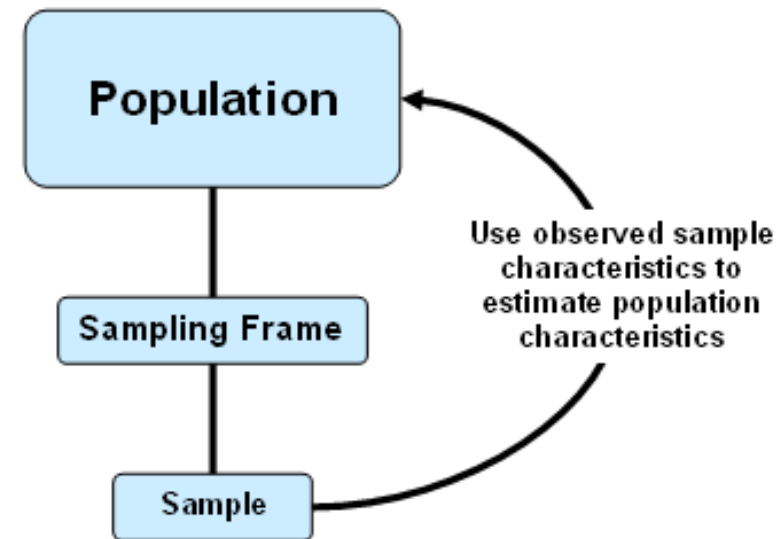 Population
Use observed sample
characteristics to
estimate population
characteristics
Sampling Frame
Sample